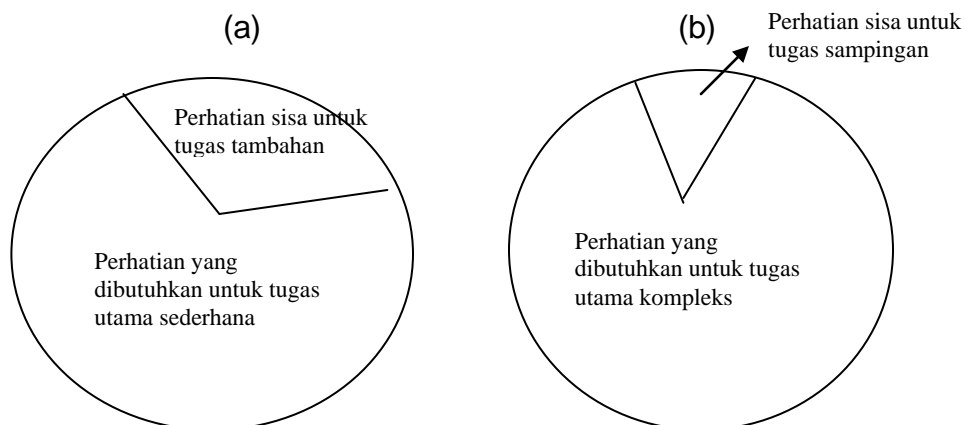 (a)
Perhatian sisa untuk
tugas tambahan
Perhatian yang
dibutuhkan untuk tugas
utama sederhana
(b)
Perhatian sisa untuk
tugas sampingan
Perhatian yang
dibutuhkan untuk tugas
utama kompleks